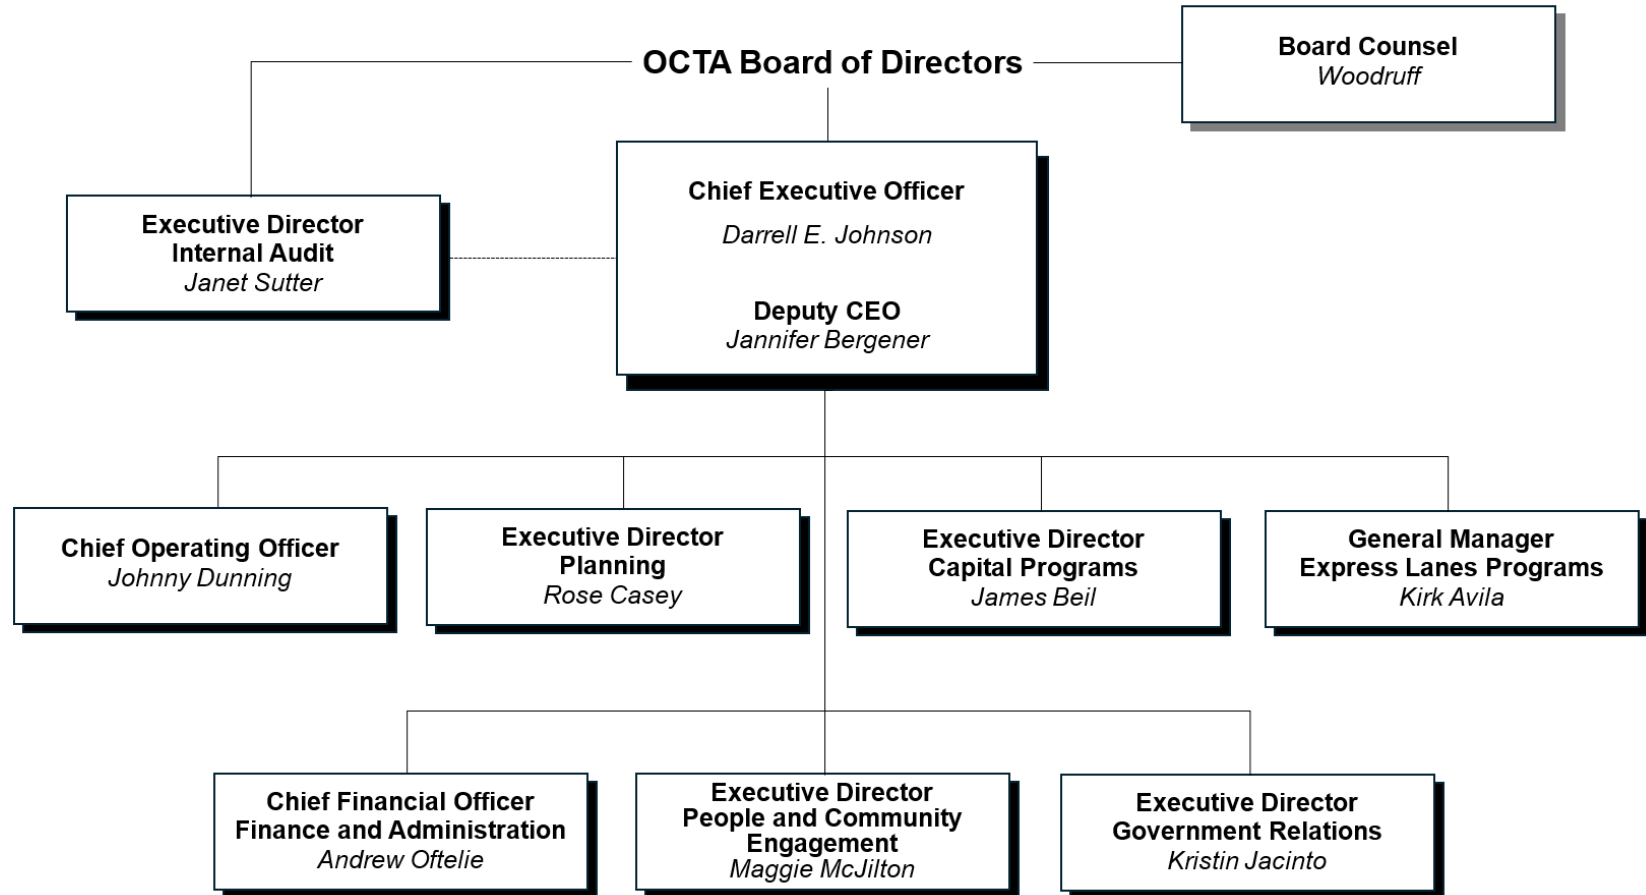 OCTA Board of Directors
Board Counsel
Woodruff
Chief Executive Officer
Darrell E. Johnson
Deputy CEO
Jannifer Bergener
Executive Director
Internal Audit
Janet Sutter
Chief Operating Officer
Johnny Dunning
Executive Director
Planning
Rose Casey
Executive Director
Capital Programs
James Beil
General Manager
Express Lanes Programs
Kirk Avila
Chief Financial Officer
Finance and Administration
Andrew Oftelie
Executive Director
People and Community
Engagement
Maggie McJilton
Executive Director
Government Relations
Kristin Jacinto